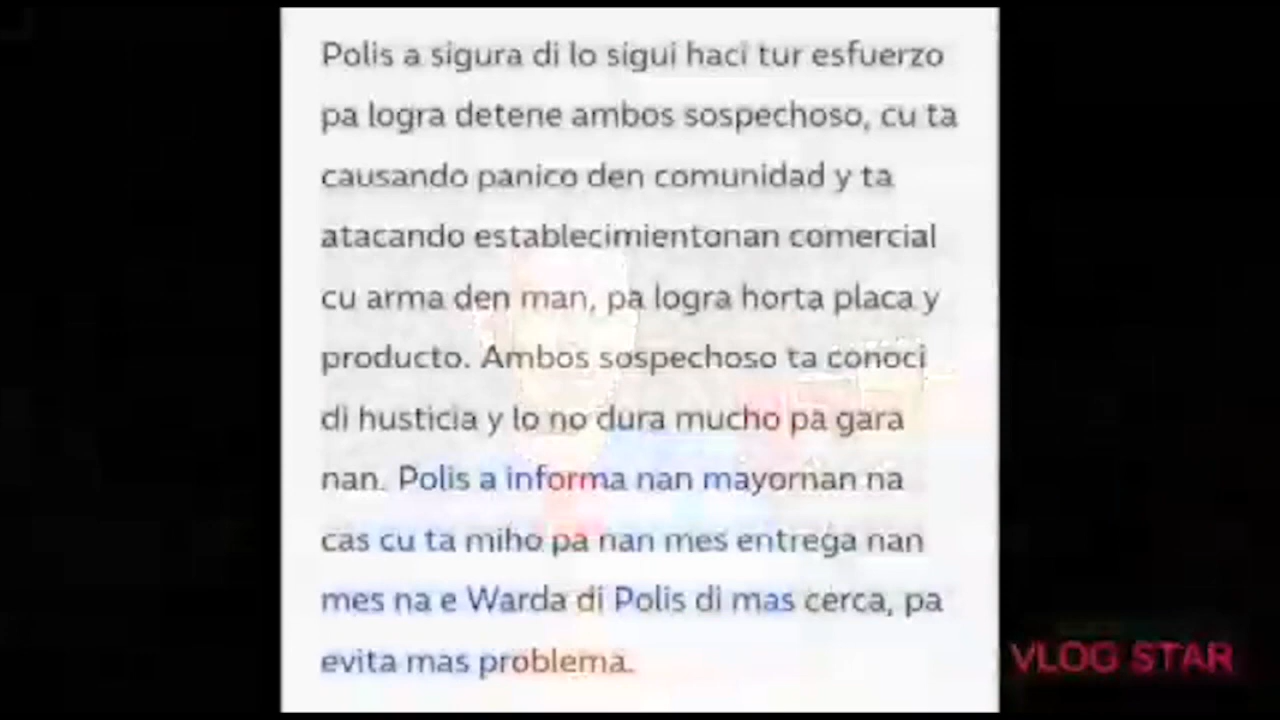 Polis a sigura di lo sigui haci tur esfuerzo
pa logra detene ambos sospechoso, cu ta
causando panico den comunidad y ta
atacando establecimientonan comercial
cu arma den man, pa logra horta placa y
producto. Ambos sospechoso ta conoci
di husticia y lo no dura mucho pa gara
nan. Polis a informa nan mayornan na
cas cu ta miho pa nan mes entrega nan
mes na e Warda di Polis di mas cerca, pa
evita mas problema.
VLOG STAR